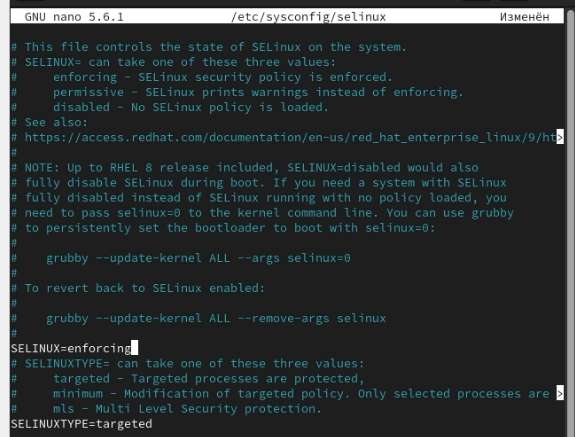 GNU nano 5.6.1 /etc/sysconfig/selinux Изменён
# This file controls the state of SELinux on the system.
# SELINUX= can take one of these three values:
#     enforcing - SELinux security policy is enforced.
#     permissive - SELinux prints warnings instead of enforcing.
#     disabled - No SELinux policy is loaded.
# See also:
# https://access.redhat.com/documentation/en-us/red_hat_enterprise_linux/9/ht>
#
# NOTE: Up to RHEL 8 release included, SELINUX=disabled would also
# fully disable SELinux during boot. If you need a system with SELinux
# fully disabled instead of SELinux running with no policy loaded, you
# need to pass selinux=0 to the kernel command line. You can use grubby
# to persistently set the bootloader to boot with selinux=0:
#
#    grubby --update-kernel ALL --args selinux=0
#
# To revert back to SELinux enabled:
#
#    grubby --update-kernel ALL --remove-args selinux
#
SELINUX=enforcing
# SELINUXTYPE= can take one of these three values:
#     targeted - Targeted processes are protected,
#     minimum - Modification of targeted policy. Only selected processes are >
#     mls - Multi Level Security protection.
SELINUXTYPE=targeted